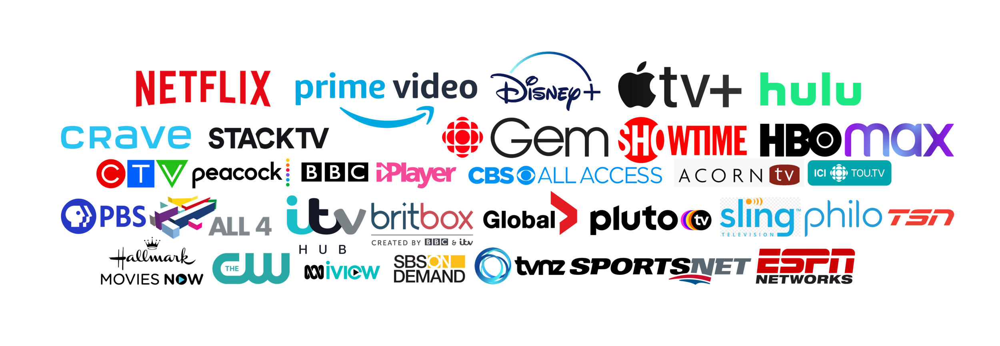 NETFLIX prime video Disney+ tv+ hulu
CRAVE STACKTV Gem SHOWTIME HBOmax
CTV peacock BBC iPlayer CBS ALL ACCESS ACORN tv ICI TOU.TV
PBS ALL 4 itv HUB britbox CREATED BY BBC & itv Global pluto tv sling TELEVISION ™ philo TSN
Hallmark MOVIES NOW THE CW iview SBS ON DEMAND tvnz SPORTSNET ESPN NETWORKS